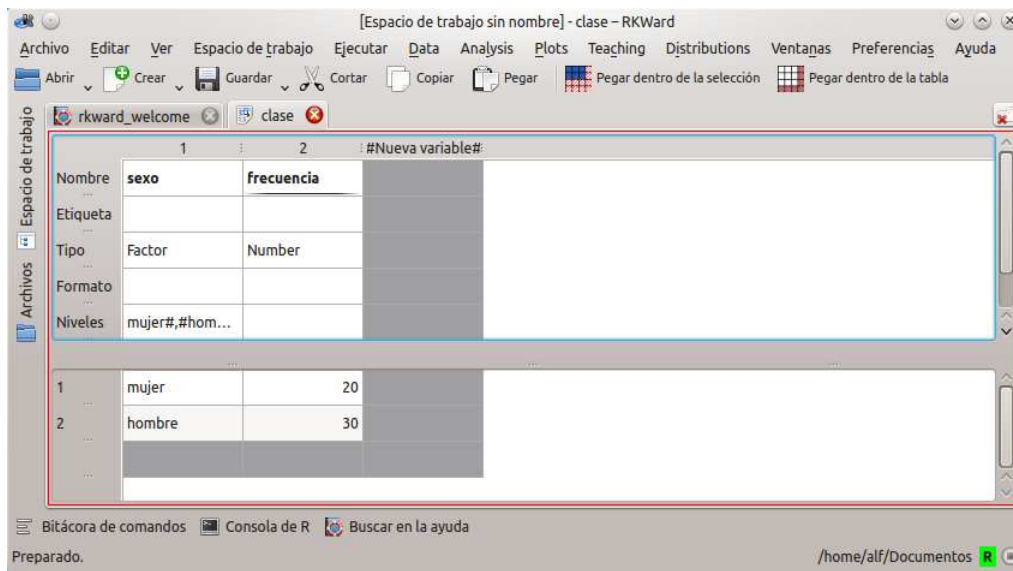 [Espacio de trabajo sin nombre] - clase – RKWard
Archivo Editar Ver Espacio de trabajo Ejecutar Data Analysis Plots Teaching Distributions Ventanas Preferencias Ayuda
Abrir Crear Guardar Cortar Copiar Pegar Pegar dentro de la selección Pegar dentro de la tabla
rkward_welcome clase
Espacio de trabajo
Archivos
1 2 #Nueva variable#
Nombre sexo frecuencia
Etiqueta
Tipo Factor Number
Formato
Niveles mujer#,#hom...
1 mujer 20
2 hombre 30
Bitácora de comandos Consola de R Buscar en la ayuda
Preparado. /home/alf/Documentos R